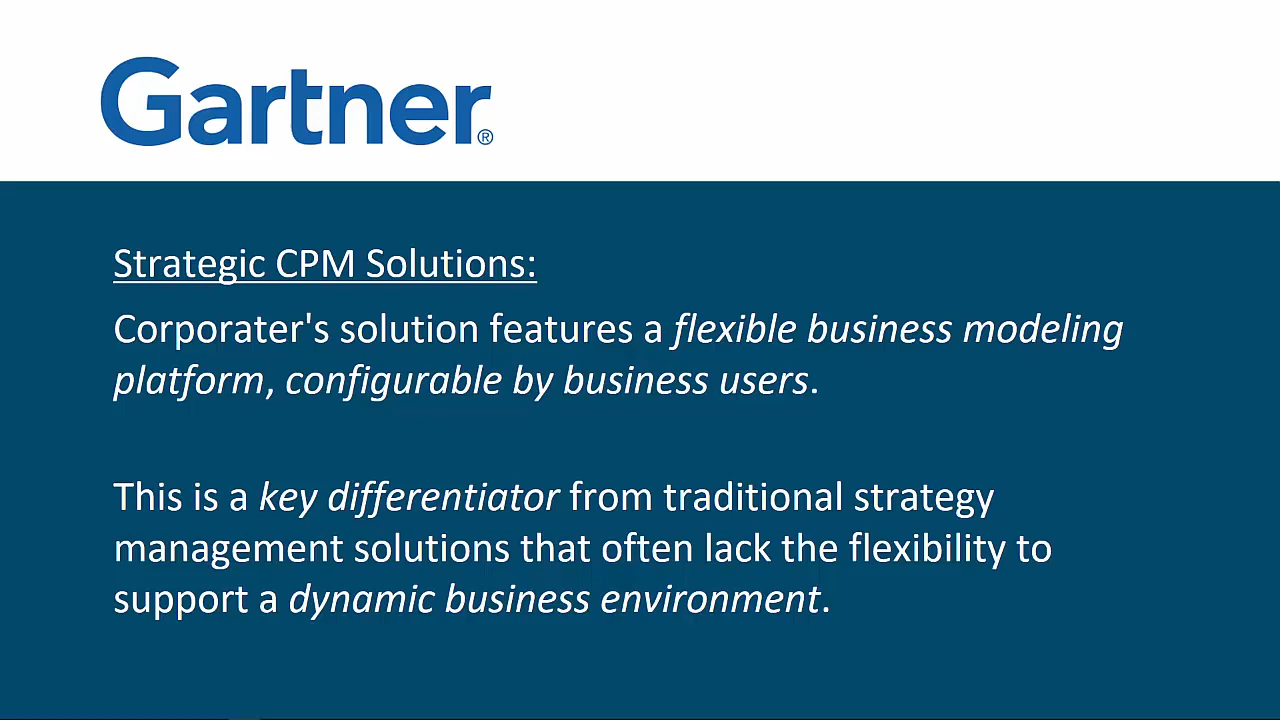 Gartner®
Strategic CPM Solutions:
Corporater's solution features a flexible business modeling
platform, configurable by business users.
This is a key differentiator from traditional strategy
management solutions that often lack the flexibility to
support a dynamic business environment.